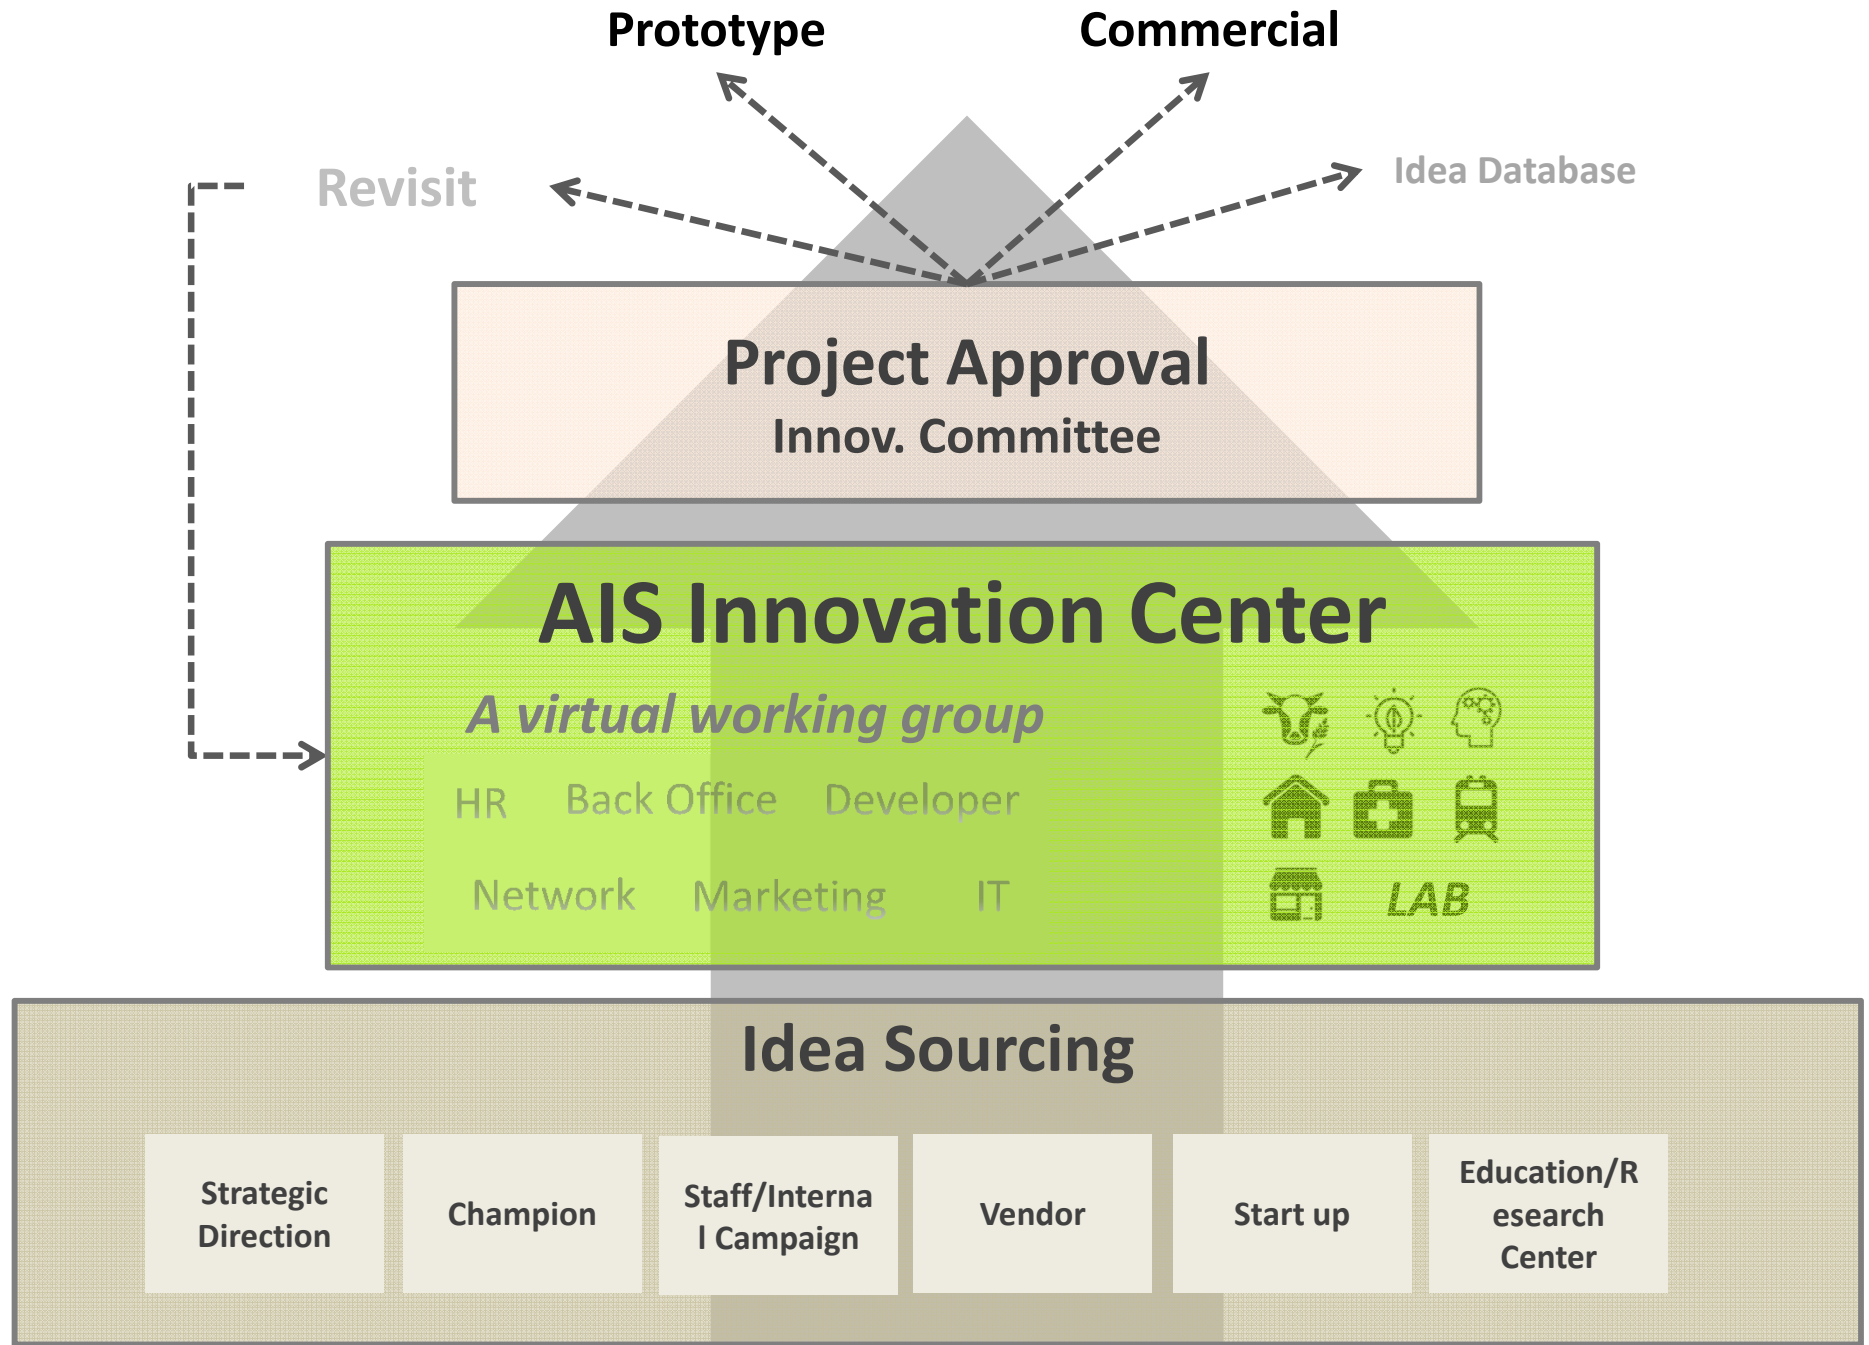 Prototype
Commercial
Revisit
Idea Database
Project Approval
Innov. Committee
AIS Innovation Center
A virtual working group
HR
Back Office
Developer
Network
Marketing
IT
LAB
Idea Sourcing
Strategic
Direction
Champion
Staff/Interna
l Campaign
Vendor
Start up
Education/R
esearch
Center